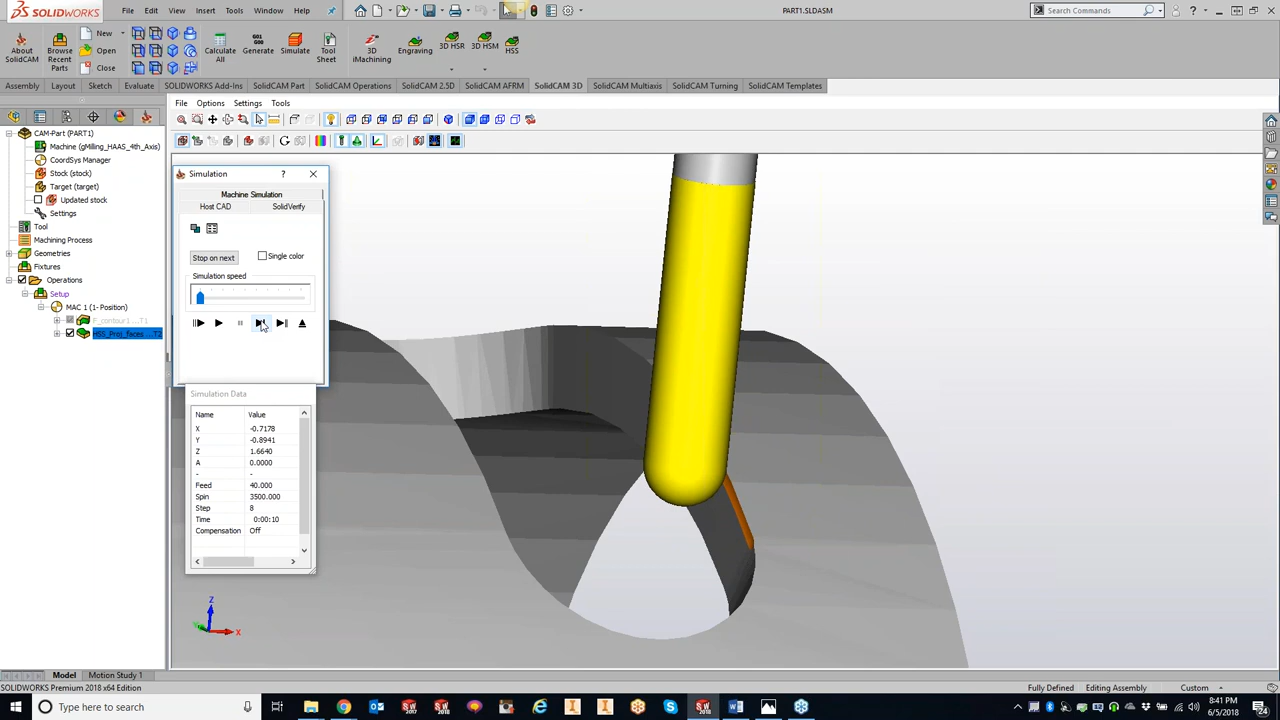 SOLIDWORKS File Edit View Insert Tools Window Help PART1.SLDASM Search Commands
About SolidCAM
Browse Recent Parts
New
Open
Close
Calculate All
G01 G00
Generate
Simulate
Tool Sheet
3D iMachining
Engraving
3D HSR
3D HSM
HSS
Assembly Layout Sketch Evaluate SOLIDWORKS Add-Ins SolidCAM Part SolidCAM Operations SolidCAM 2.5D SolidCAM AFRM SolidCAM 3D SolidCAM Multiaxis SolidCAM Turning SolidCAM Templates
File Options Settings Tools
CAM-Part (PART1)
Machine (gMilling_HAAS_4th_Axis)
CoordSys Manager
Stock (stock)
Target (target)
Updated stock
Settings
Tool
Machining Process
Geometries
Fixtures
Operations
Setup
MAC 1 (1- Position)
F_contour1 ...T1
HSS_Proj_faces ...T2
Simulation ?
Machine Simulation
Host CAD SolidVerify
Stop on next Single color
Simulation speed
Simulation Data
Name Value
X -0.7178
Y -0.8941
Z 1.6640
A 0.0000
- -
Feed 40.000
Spin 3500.000
Step 8
Time 0:00:10
Compensation Off
Z
X
Model Motion Study 1
SOLIDWORKS Premium 2018 x64 Edition Fully Defined Editing Assembly Custom
Type here to search
8:41 PM
6/5/2018